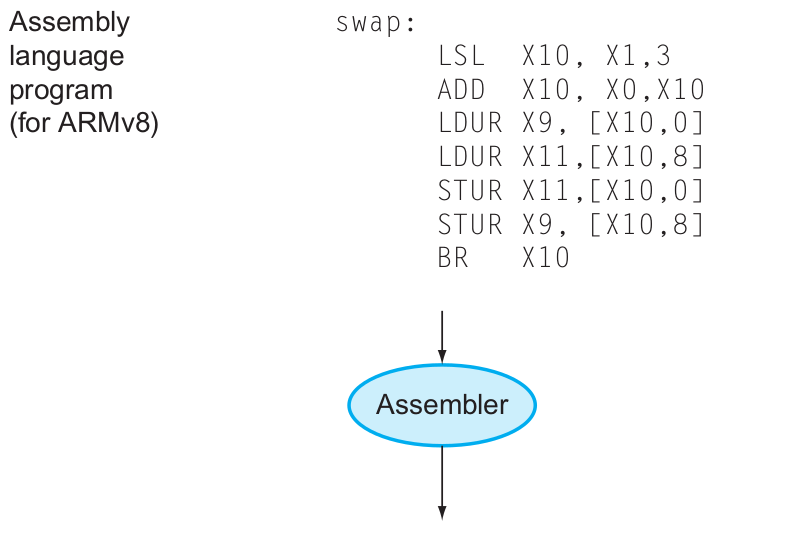 Assembly
language
program
(for ARMv8)
swap:
LSL X10, X1,3
ADD X10, X0,X10
LDUR X9, [X10,0]
LDUR X11,[X10,8]
STUR X11,[X10,0]
STUR X9, [X10,8]
BR X10
Assembler